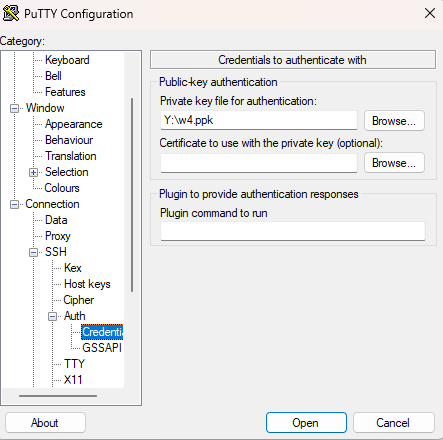 PuTTY Configuration
Category:
Keyboard
Bell
Features
Window
Appearance
Behaviour
Translation
Selection
Colours
Connection
Data
Proxy
SSH
Kex
Host keys
Cipher
Auth
Credentia
GSSAPI
TTY
X11
Credentials to authenticate with
Public-key authentication
Private key file for authentication:
Y:\w4.ppk
Browse...
Certificate to use with the private key (optional):
Browse...
Plugin to provide authentication responses
Plugin command to run
About
Open
Cancel